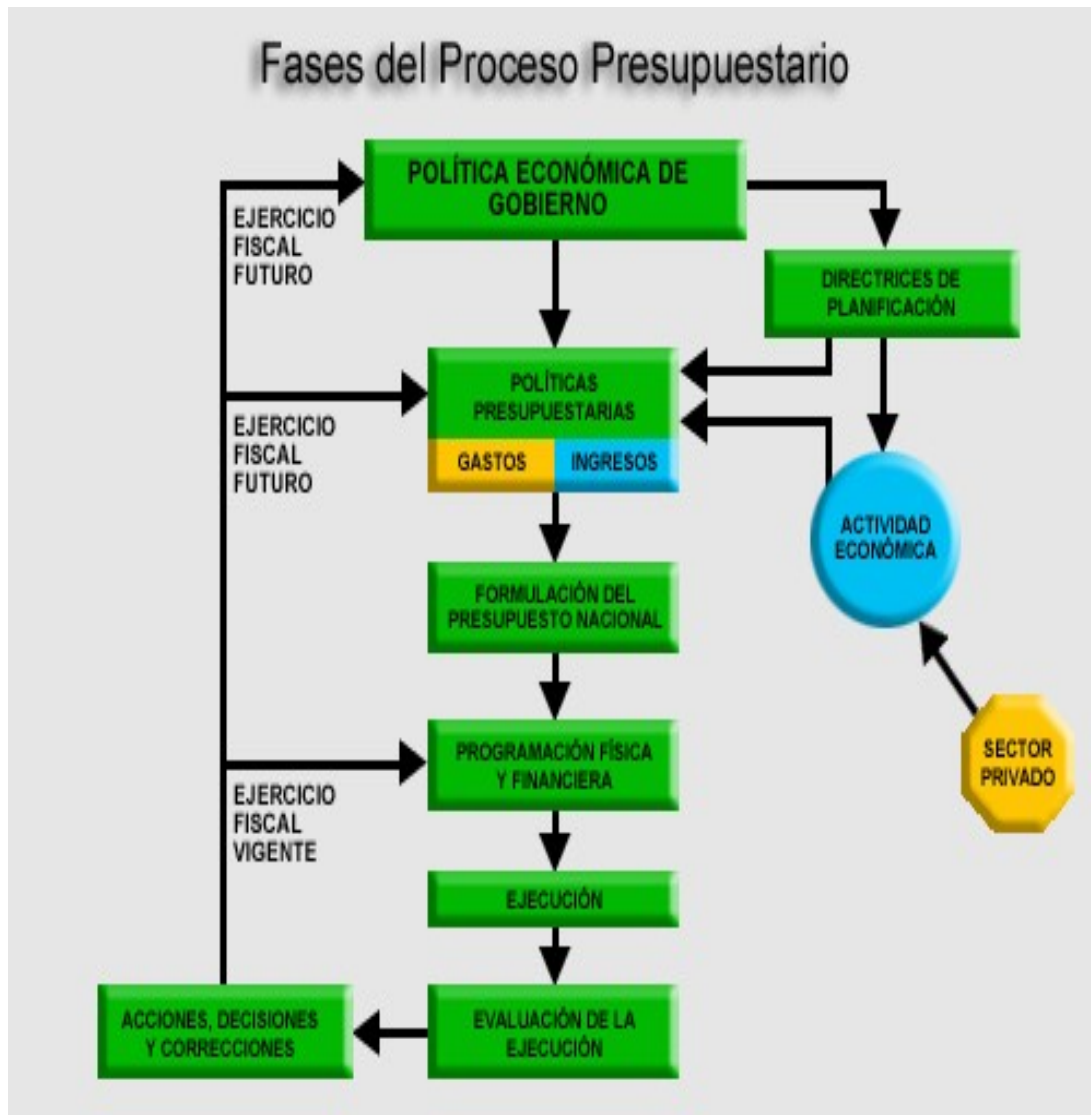 Fases del Proceso Presupuestario
POLÍTICA ECONÓMICA DE
GOBIERNO
EJERCICIO
FISCAL
FUTURO
DIRECTRICES DE
PLANIFICACIÓN
POLÍTICAS
PRESUPUESTARIAS
GASTOS
INGRESOS
EJERCICIO
FISCAL
FUTURO
ACTIVIDAD
ECONÓMICA
FORMULACIÓN DEL
PRESUPUESTO NACIONAL
SECTOR
PRIVADO
PROGRAMACIÓN FÍSICA
Y FINANCIERA
EJERCICIO
FISCAL
VIGENTE
EJECUCIÓN
EVALUACIÓN DE LA
EJECUCIÓN
ACCIONES, DECISIONES
Y CORRECCIONES